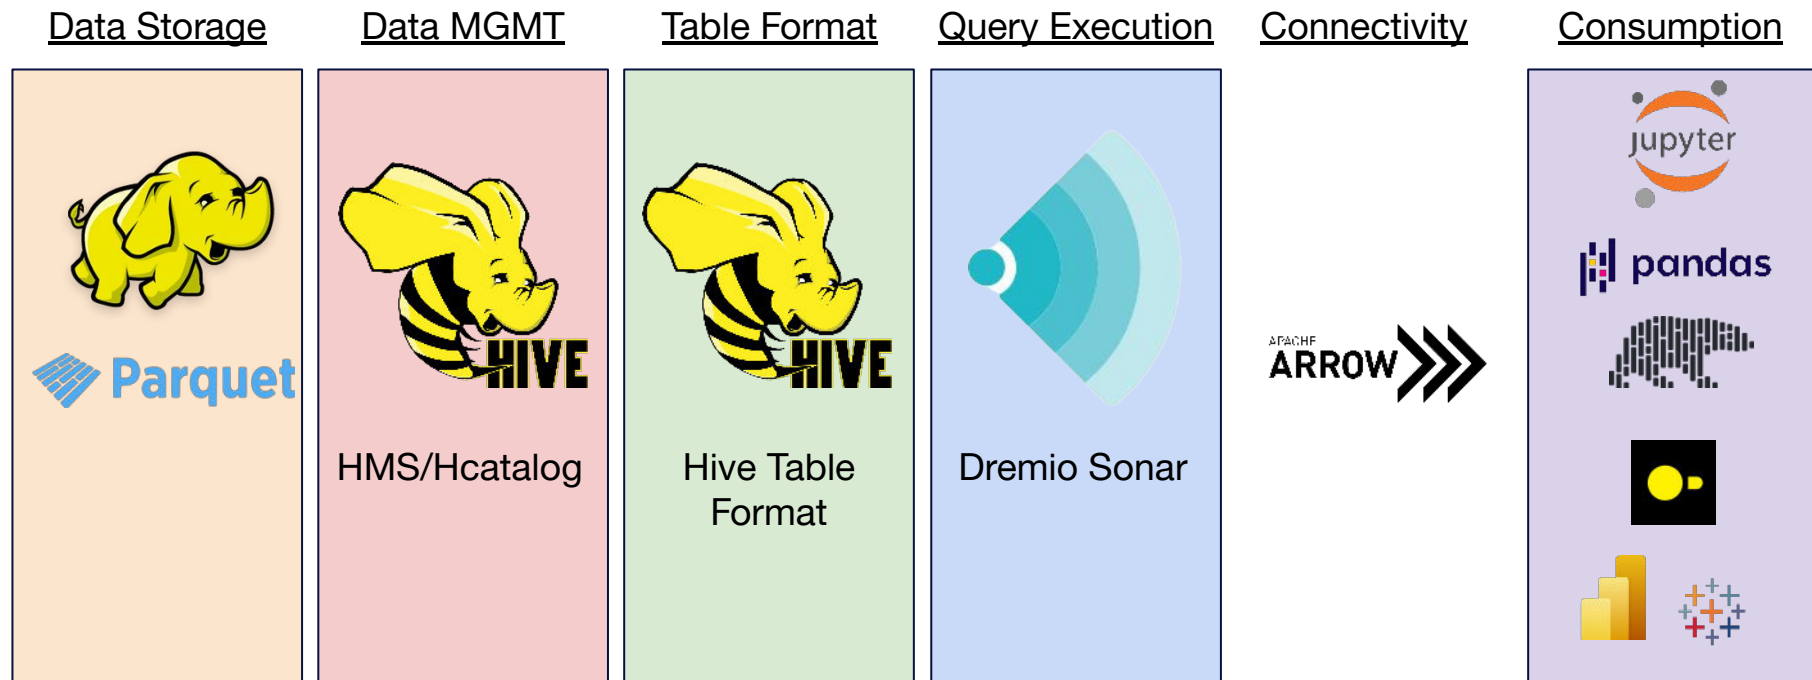 Data Storage
Data MGMT
Table Format
Query Execution
Connectivity
Consumption
Parquet
HIVE
HMS/Hcatalog
HIVE
Hive Table
Format
Dremio Sonar
APACHE
ARROW
jupyter
pandas